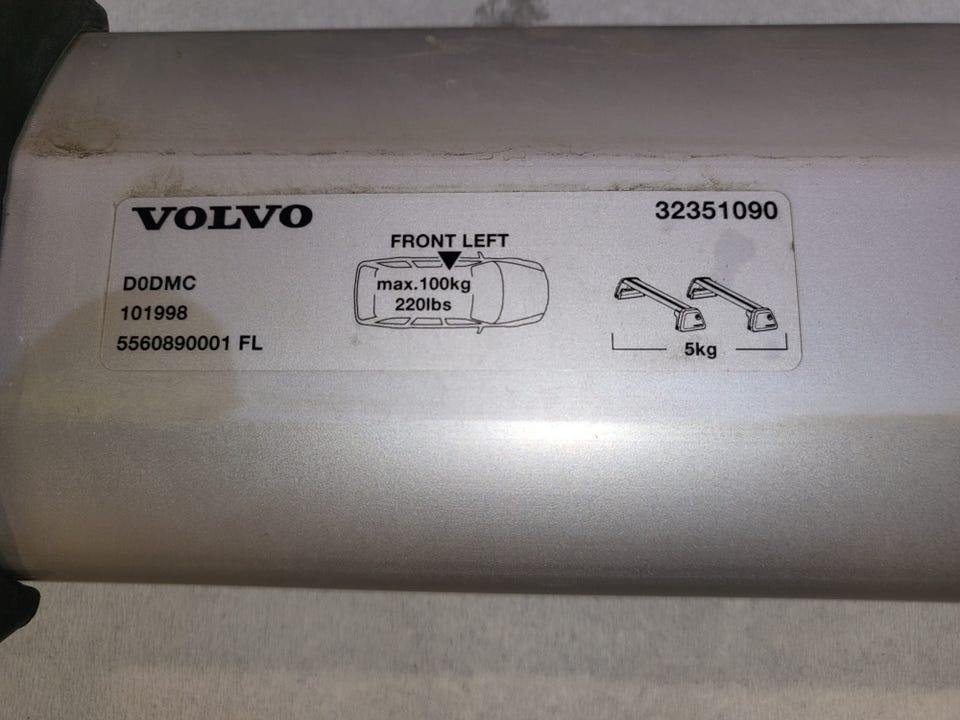 VOLVO
32351090
FRONT LEFT
D0DMC
max.100kg
101998
220lbs
5560890001 FL
5kg